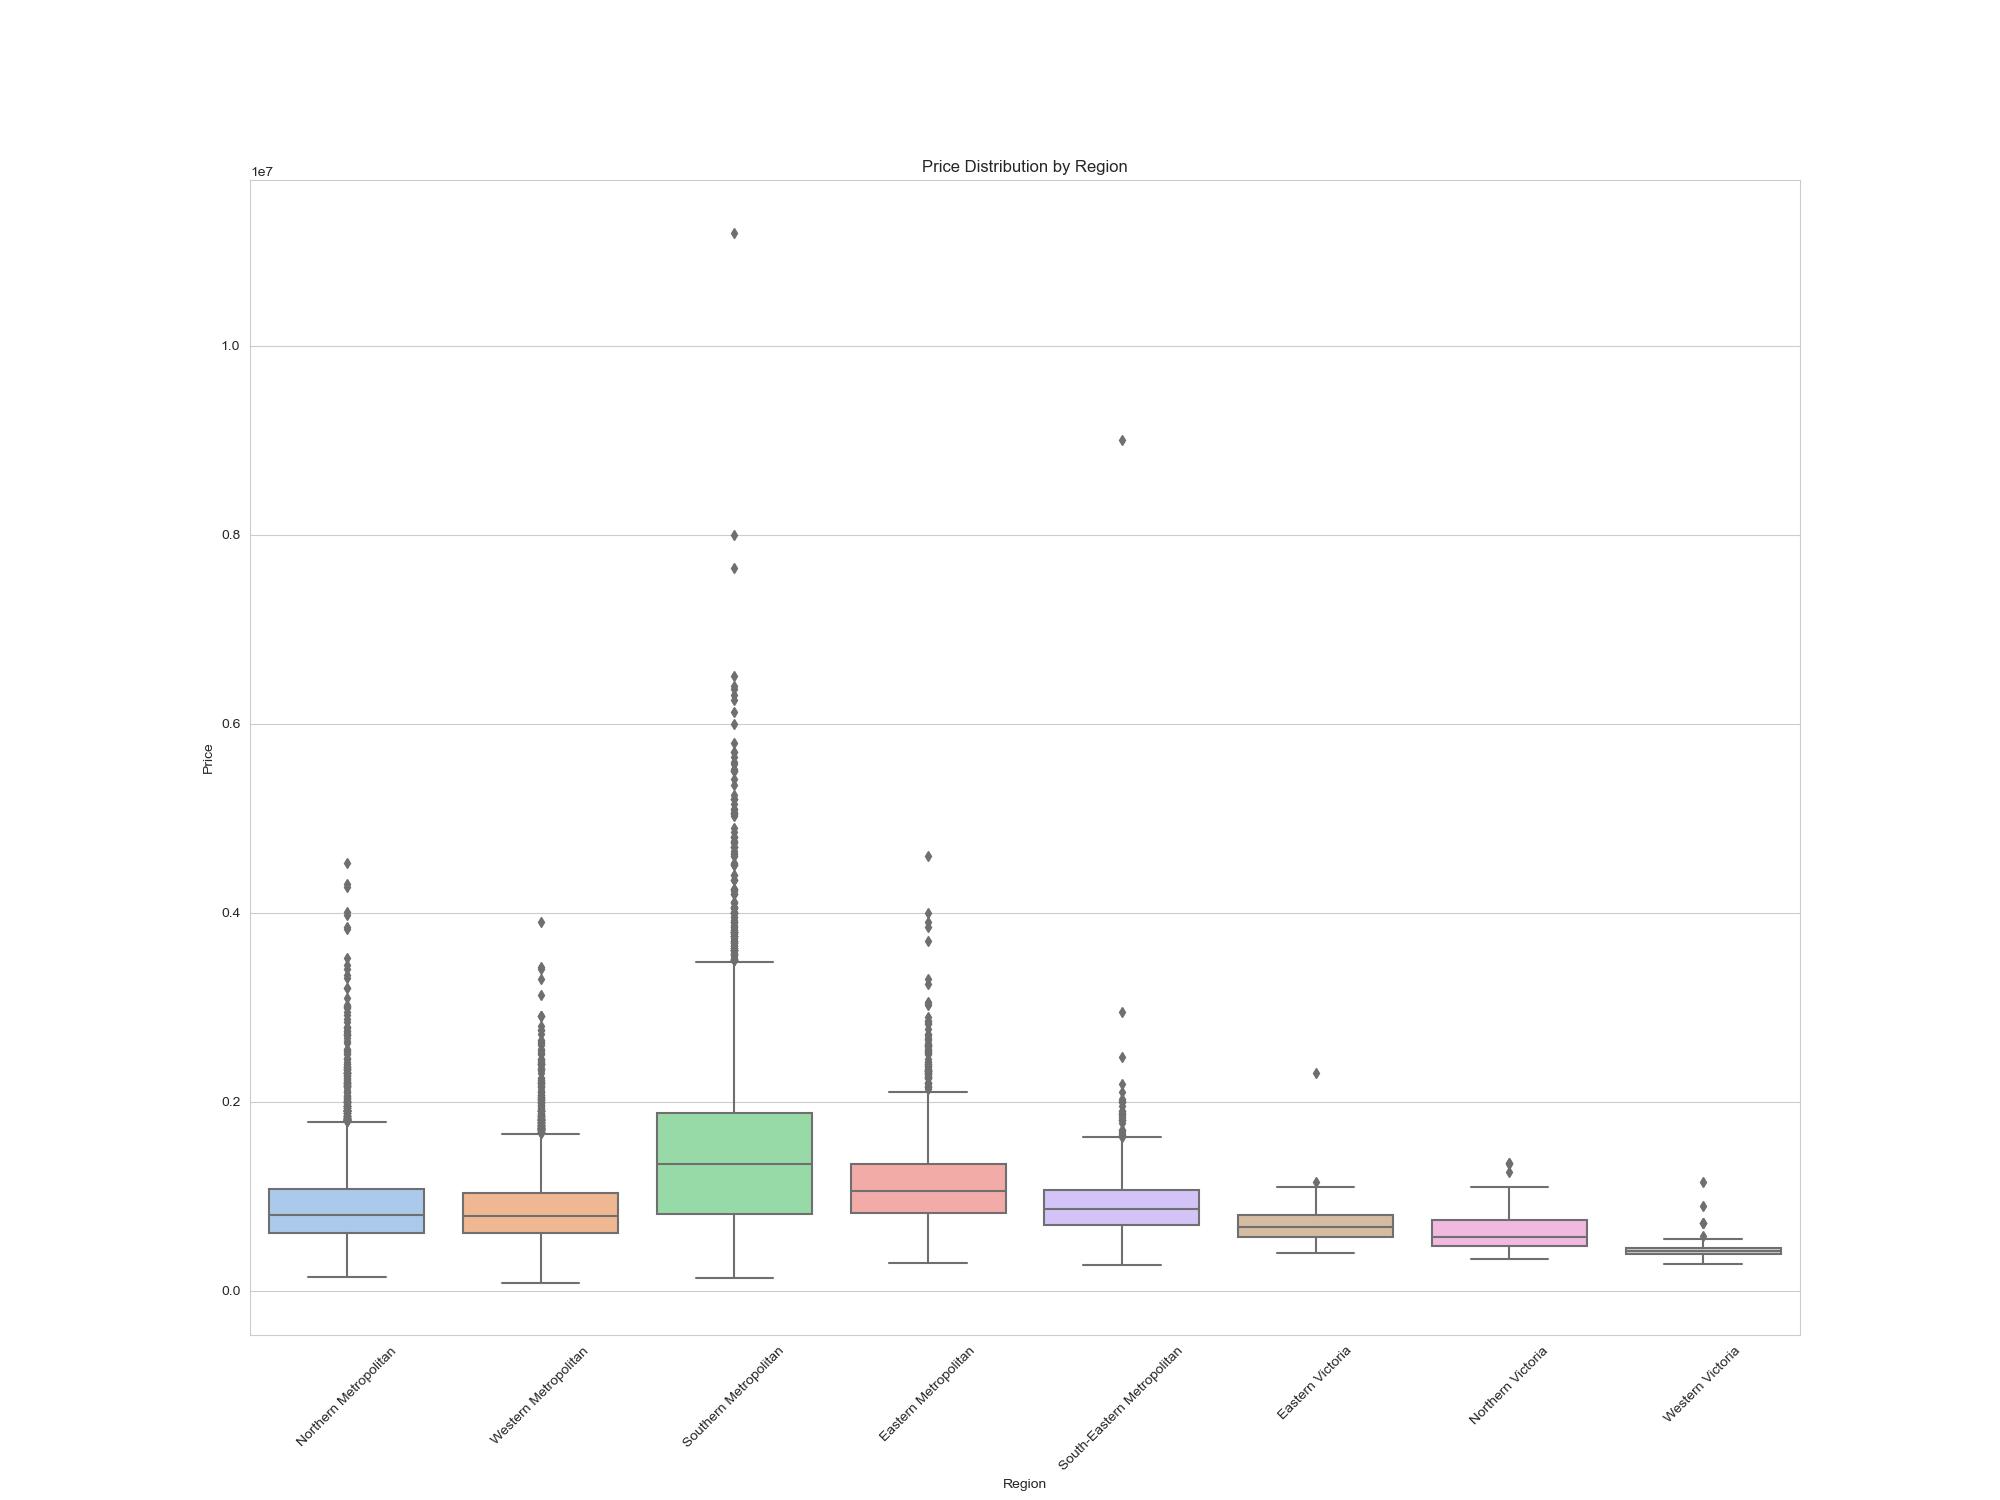 Price Distribution by Region
1e7
1.0
0.8
0.6
0.4
0.2
0.0
Price
Northern Metropolitan
Western Metropolitan
Southern Metropolitan
Eastern Metropolitan
South-Eastern Metropolitan
Eastern Victoria
Northern Victoria
Western Victoria
Region